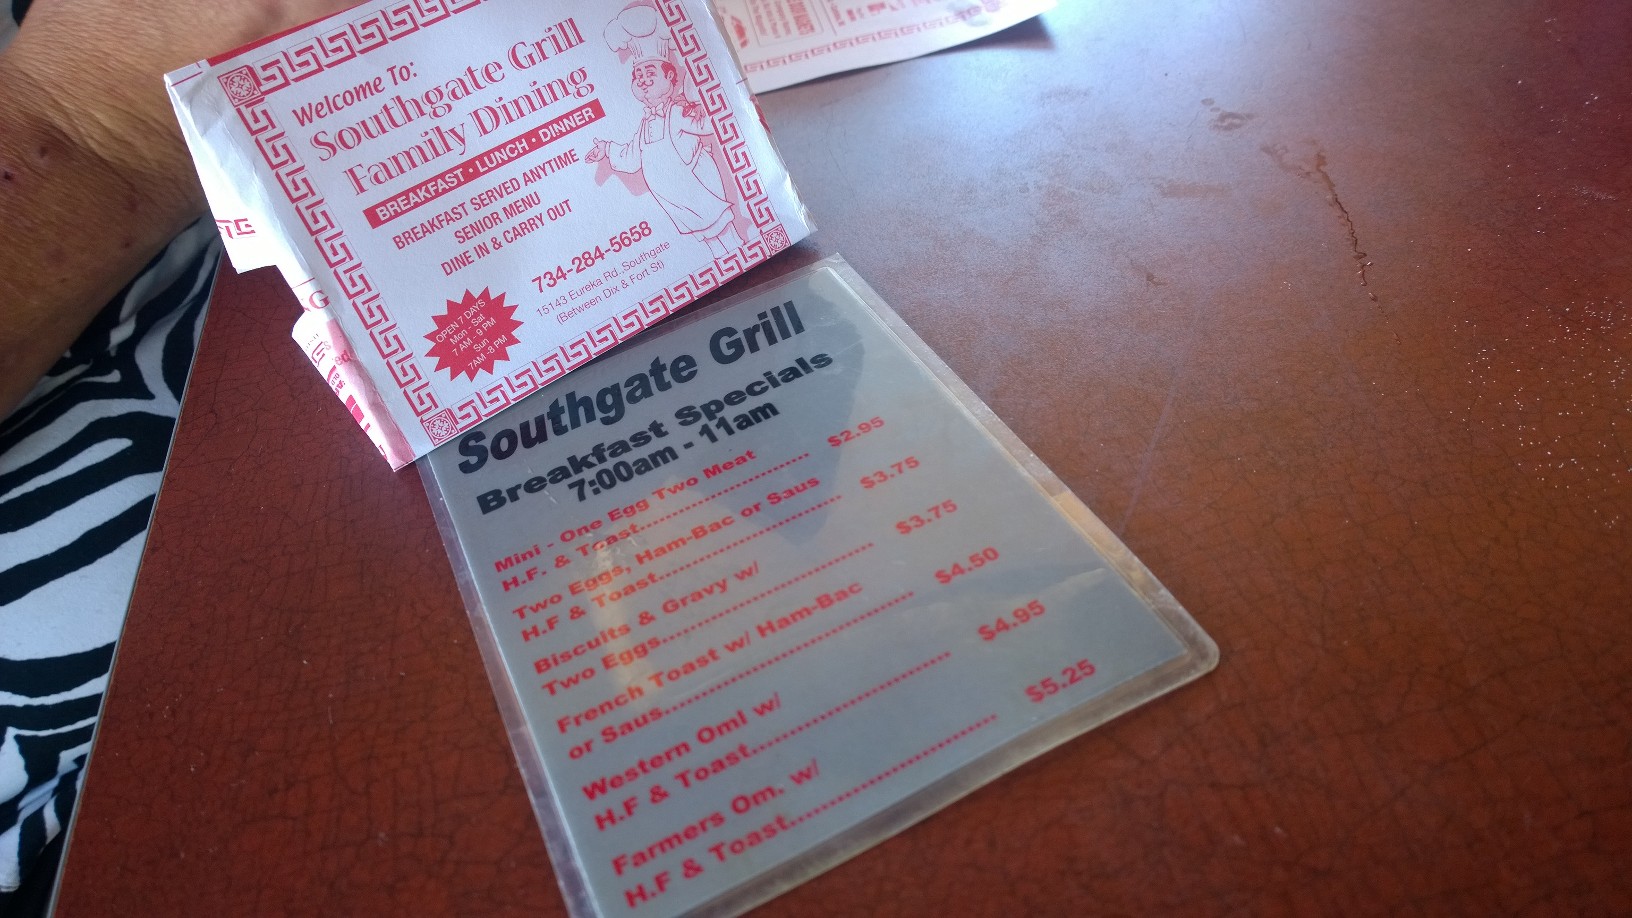 Welcome To:
Southgate Grill
Family Dining
BREAKFAST • LUNCH • DINNER
BREAKFAST SERVED ANYTIME
SENIOR MENU
DINE IN & CARRY OUT
734-284-5658
15143 Eureka Rd., Southgate
(Between Dix & Fort St)
OPEN 7 DAYS
Mon - Sat
7 AM - 9 PM
Sun
7AM - 8 PM
Southgate Grill
Breakfast Specials
7:00am - 11am
Mini - One Egg Two Meat
H.F. & Toast.......................... $2.95
Two Eggs, Ham-Bac or Saus
H.F & Toast........................... $3.75
Biscuits & Gravy w/
Two Eggs.............................. $3.75
French Toast w/ Ham-Bac
or Saus................................. $4.50
Western Oml w/
H.F & Toast........................... $4.95
Farmers Om. w/
H.F & Toast........................... $5.25